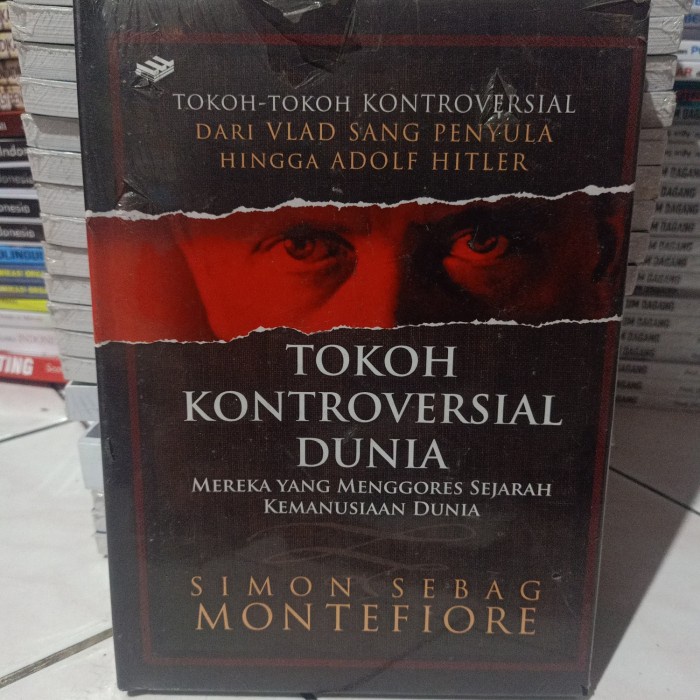 TOKOH-TOKOH KONTROVERSIAL
DARI VLAD SANG PENYULA
HINGGA ADOLF HITLER
TOKOH
KONTROVERSIAL
DUNIA
MEREKA YANG MENGGORES SEJARAH
KEMANUSIAAN DUNIA
SIMON SEBAG
MONTEFIORE